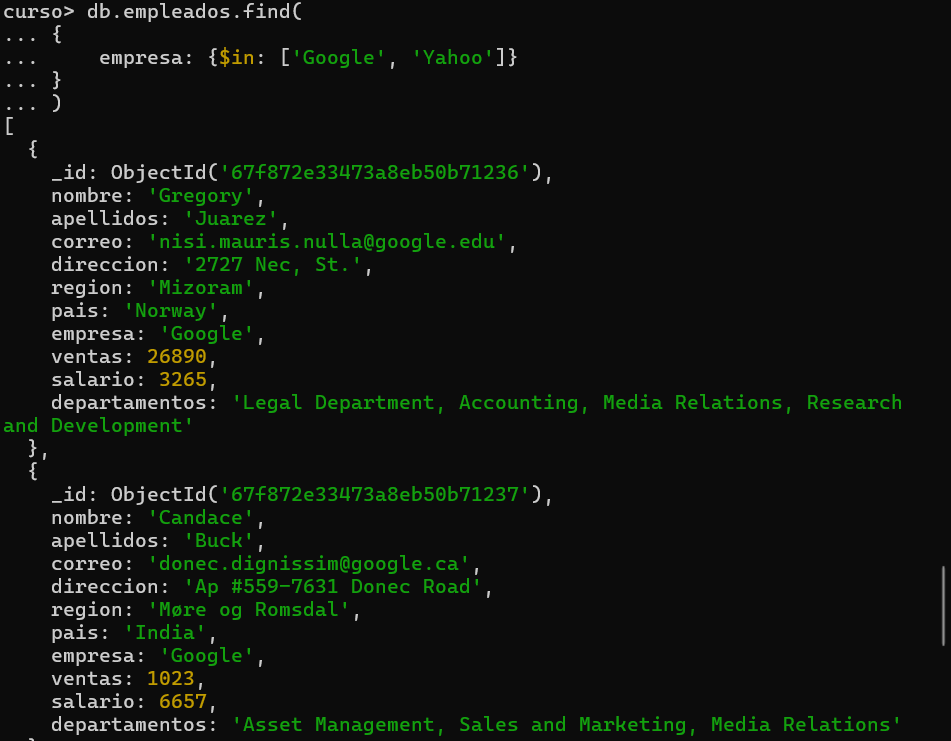 curso> db.empleados.find(
... {
...     empresa: {$in: ['Google', 'Yahoo']}
... }
... )
[
  {
    _id: ObjectId('67f872e33473a8eb50b71236'),
    nombre: 'Gregory',
    apellidos: 'Juarez',
    correo: 'nisi.mauris.nulla@google.edu',
    direccion: '2727 Nec, St.',
    region: 'Mizoram',
    pais: 'Norway',
    empresa: 'Google',
    ventas: 26890,
    salario: 3265,
    departamentos: 'Legal Department, Accounting, Media Relations, Research
and Development'
  },
  {
    _id: ObjectId('67f872e33473a8eb50b71237'),
    nombre: 'Candace',
    apellidos: 'Buck',
    correo: 'donec.dignissim@google.ca',
    direccion: 'Ap #559-7631 Donec Road',
    region: 'Møre og Romsdal',
    pais: 'India',
    empresa: 'Google',
    ventas: 1023,
    salario: 6657,
    departamentos: 'Asset Management, Sales and Marketing, Media Relations'